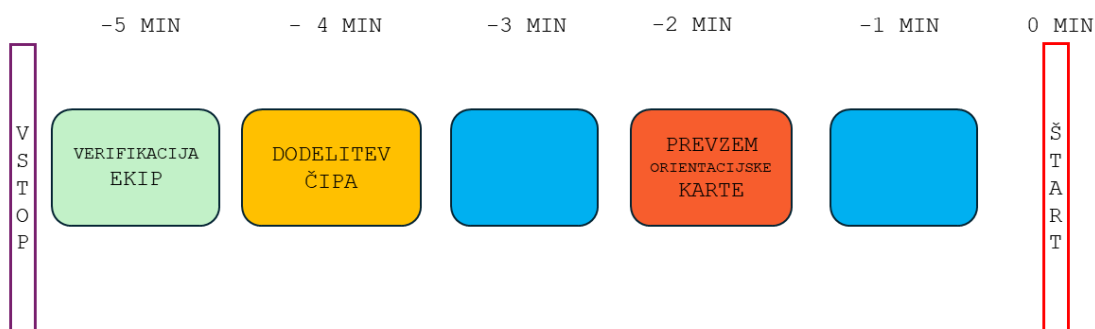 -5 MIN
- 4 MIN
-3 MIN
-2 MIN
-1 MIN
0 MIN
VSTOP
VERIFIKACIJA
EKIP
DODELITEV
ČIPA
PREVZEM
ORIENTACIJSKE
KARTE
ŠTART